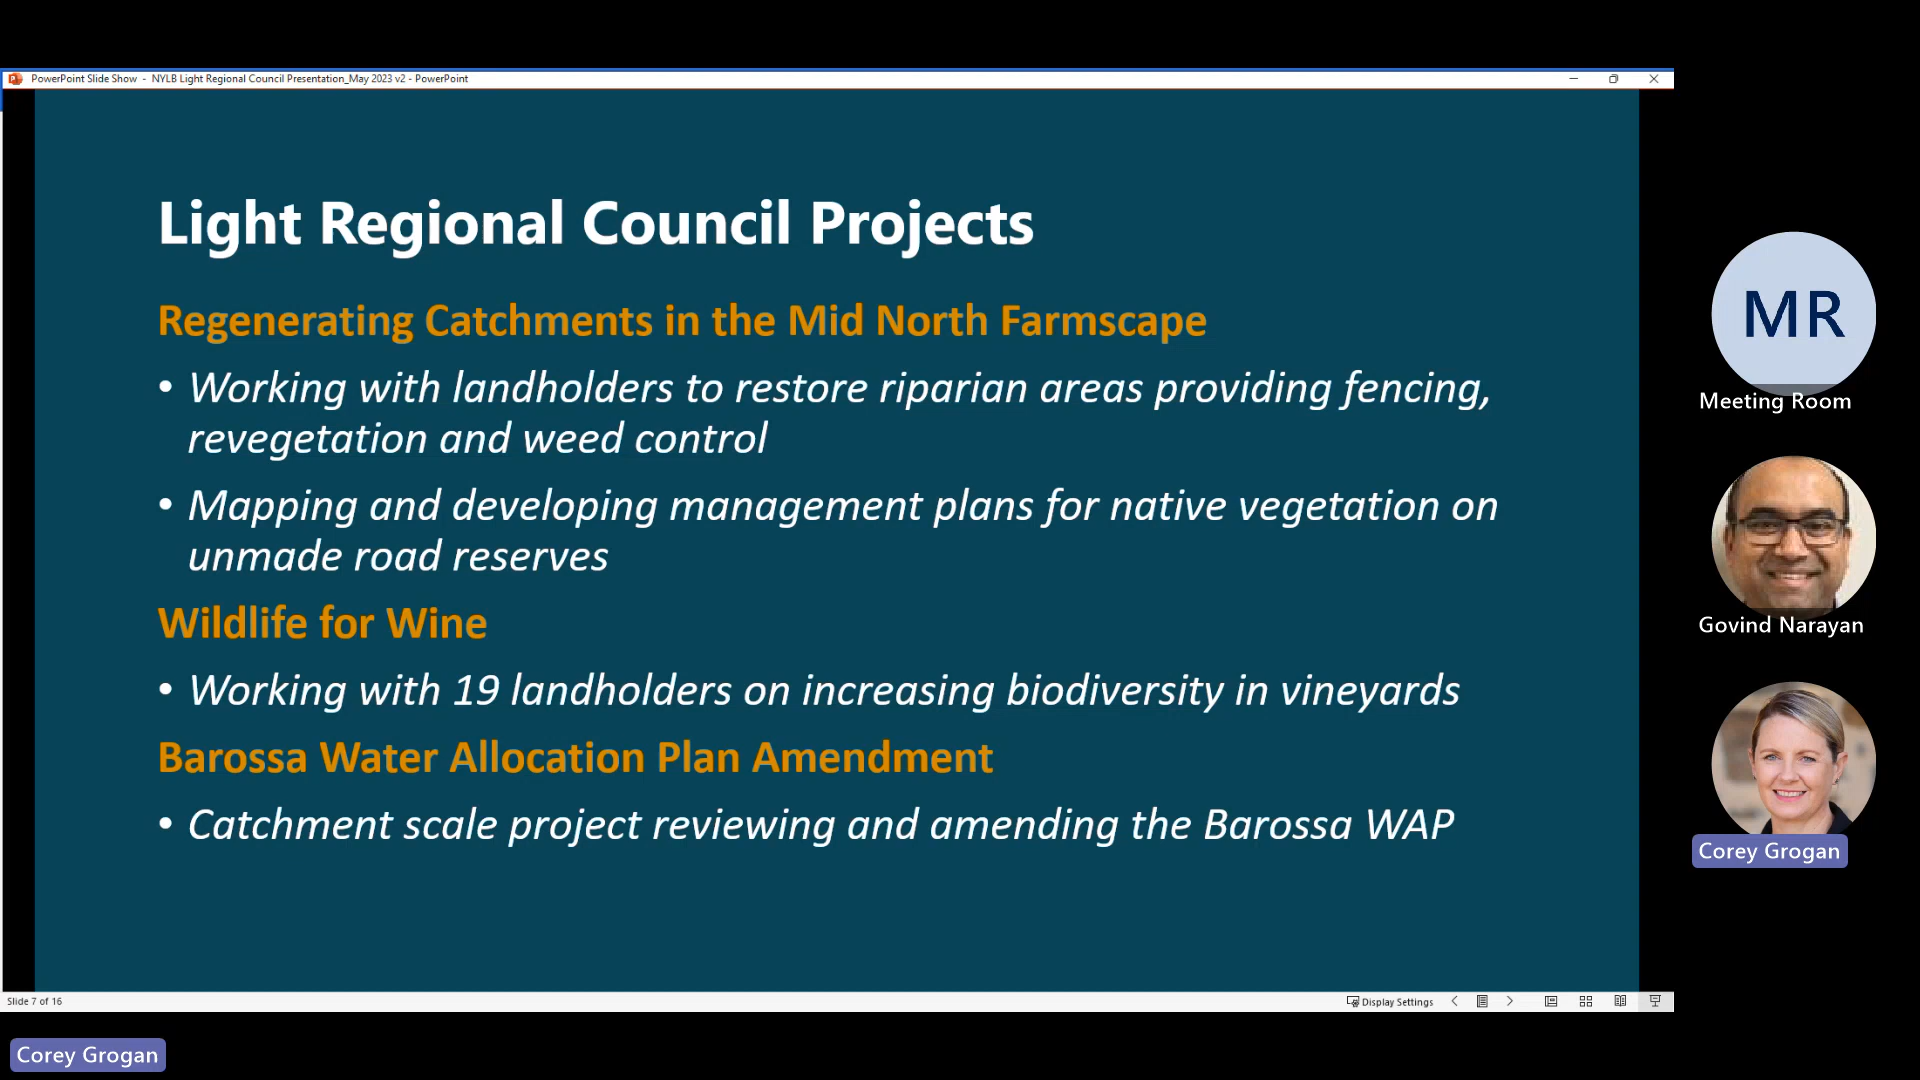 PowerPoint Slide Show - NYLB Light Regional Council Presentation_May 2023 v2 - PowerPoint
Light Regional Council Projects
Regenerating Catchments in the Mid North Farmscape
• Working with landholders to restore riparian areas providing fencing,
revegetation and weed control
• Mapping and developing management plans for native vegetation on
unmade road reserves
Wildlife for Wine
• Working with 19 landholders on increasing biodiversity in vineyards
Barossa Water Allocation Plan Amendment
• Catchment scale project reviewing and amending the Barossa WAP
Slide 7 of 16
Display Settings
MR
Meeting Room
Govind Narayan
Corey Grogan
Corey Grogan